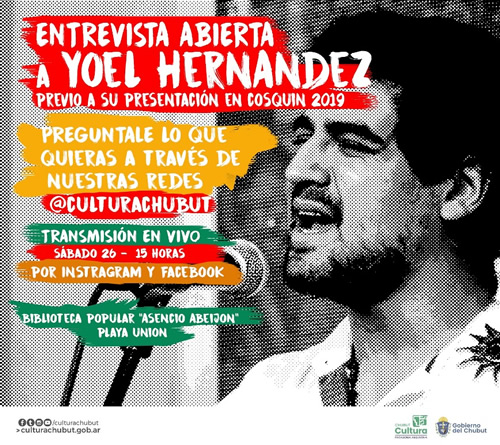 ENTREVISTA ABIERTA
A YOEL HERNANDEZ
PREVIO A SU PRESENTACIÓN EN COSQUIN 2019
PREGUNTALE LO QUE
QUIERAS A TRAVÉS DE
NUESTRAS REDES
@CULTURACHUBUT
TRANSMISIÓN EN VIVO
SÁBADO 26 - 15 HORAS
POR INSTRAGRAM Y FACEBOOK
BIBLIOTECA POPULAR "ASENCIO ABEIJON"
PLAYA UNION
/culturachubut
> culturachubut.gob.ar
CHUBUT
Cultura
Gobierno
del Chubut